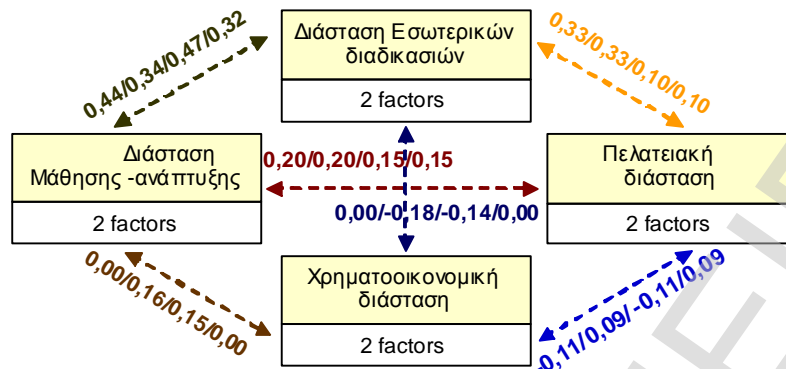 Διάσταση Εσωτερικών
διαδικασιών
2 factors
0,44/0,34/0,47/0,32
0,33/0,33/0,10/0,10
Διάσταση
Μάθησης -ανάπτυξης
2 factors
0,20/0,20/0,15/0,15
0,00/-0,18/-0,14/0,00
Πελατειακή
διάσταση
2 factors
0,00/0,16/0,15/0,00
Χρηματοοικονομική
διάσταση
2 factors
-0,11/0,09/-0,11/0,09